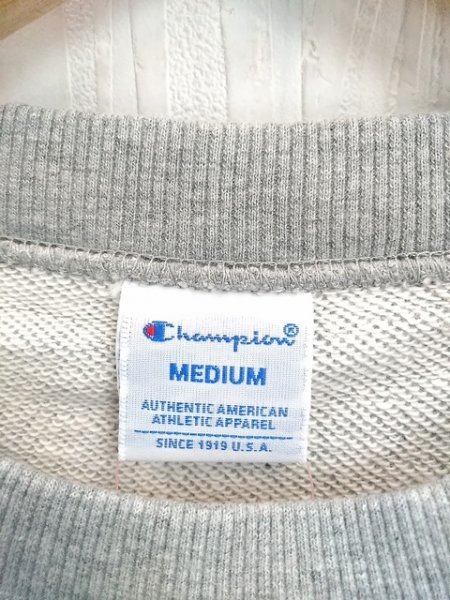 Champion®
MEDIUM
AUTHENTIC AMERICAN
ATHLETIC APPAREL
SINCE 1919 U.S.A.